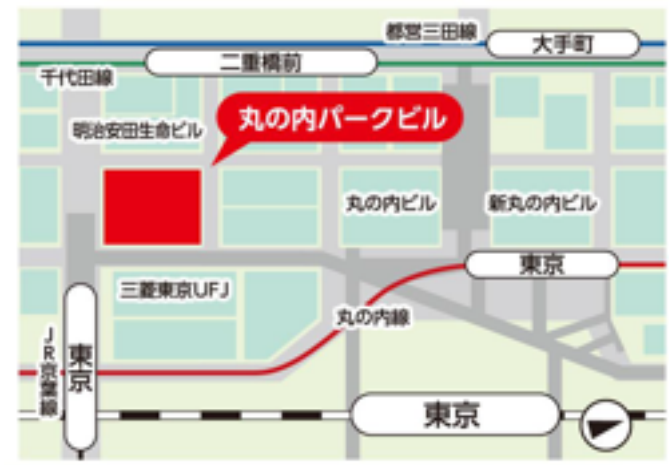 都営三田線
大手町
二重橋前
千代田線
丸の内パークビル
明治安田生命ビル
丸の内ビル
新丸の内ビル
東京
三菱東京UFJ
丸の内線
JR京葉線
東京
東京